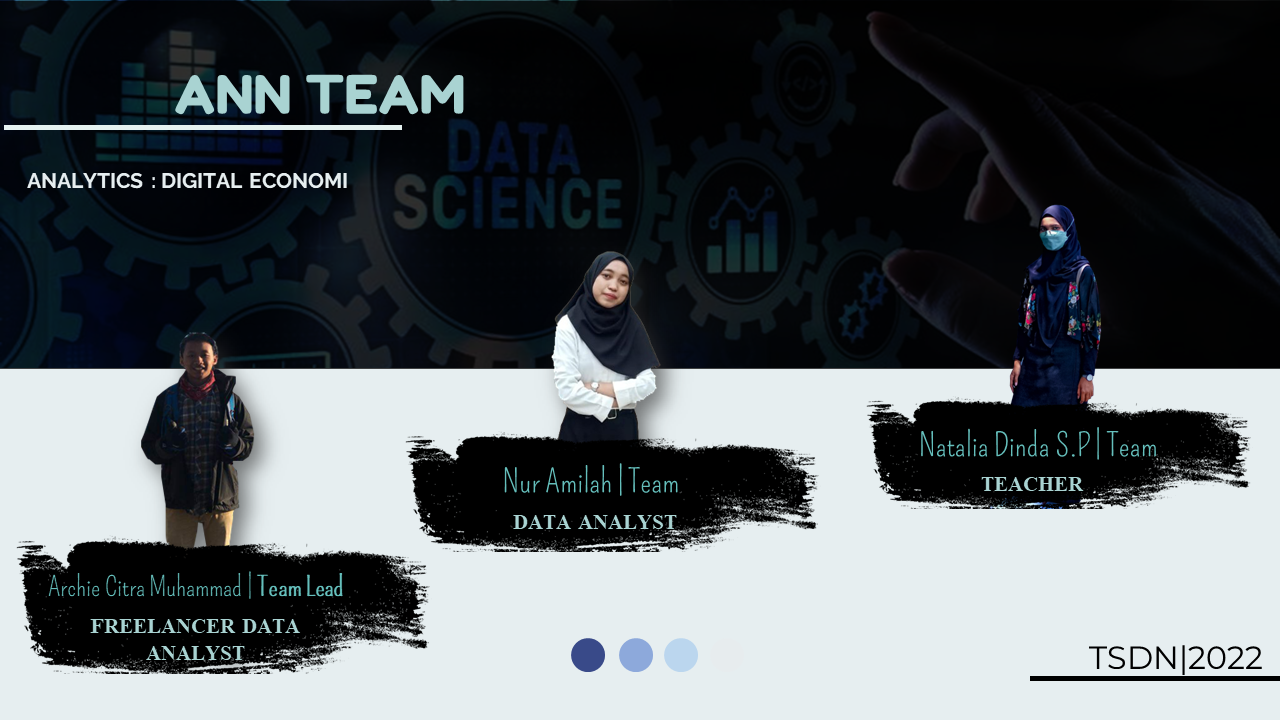 ANN TEAM
ANALYTICS : DIGITAL ECONOMI
DATA
SCIENCE
Natalia Dinda S.P | Team
TEACHER
Nur Amilah | Team
DATA ANALYST
Archie Citra Muhammad | Team Lead
FREELANCER DATA
ANALYST
TSDN|2022